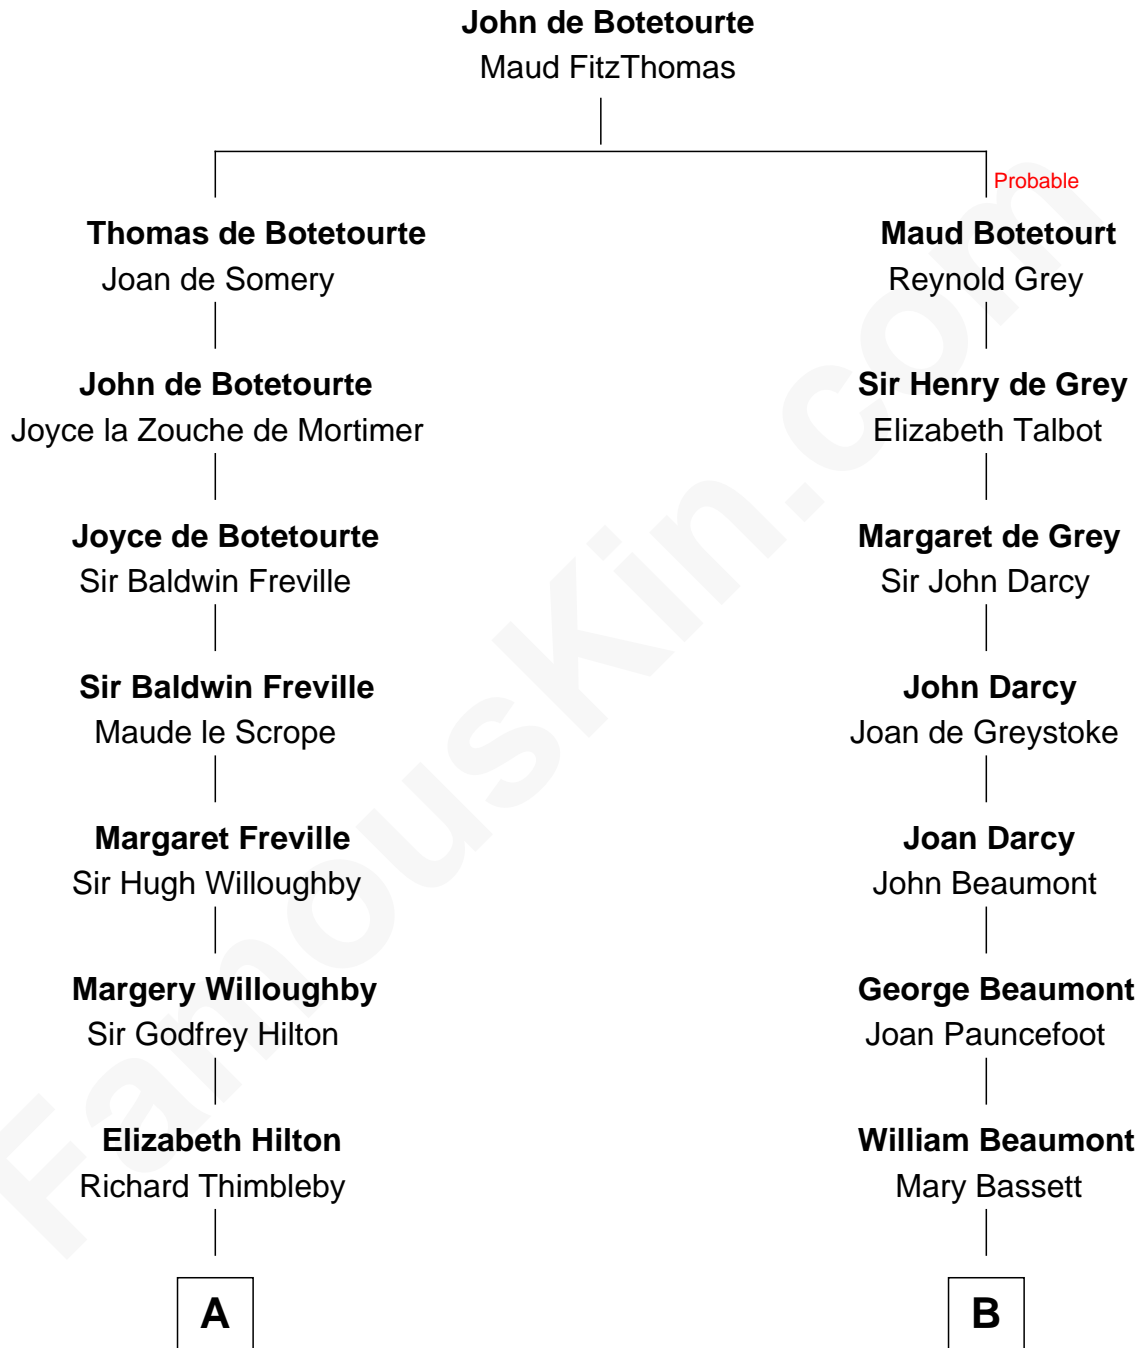 John de Botetourte
Maud FitzThomas
Probable
Thomas de Botetourte
Joan de Somery
John de Botetourte
Joyce la Zouche de Mortimer
Joyce de Botetourte
Sir Baldwin Freville
Sir Baldwin Freville
Maude le Scrope
Margaret Freville
Sir Hugh Willoughby
Margery Willoughby
Sir Godfrey Hilton
Elizabeth Hilton
Richard Thimbleby
A
Maud Botetourt
Reynold Grey
Sir Henry de Grey
Elizabeth Talbot
Margaret de Grey
Sir John Darcy
John Darcy
Joan de Greystoke
Joan Darcy
John Beaumont
George Beaumont
Joan Pauncefoot
William Beaumont
Mary Bassett
B
FamousKin.com